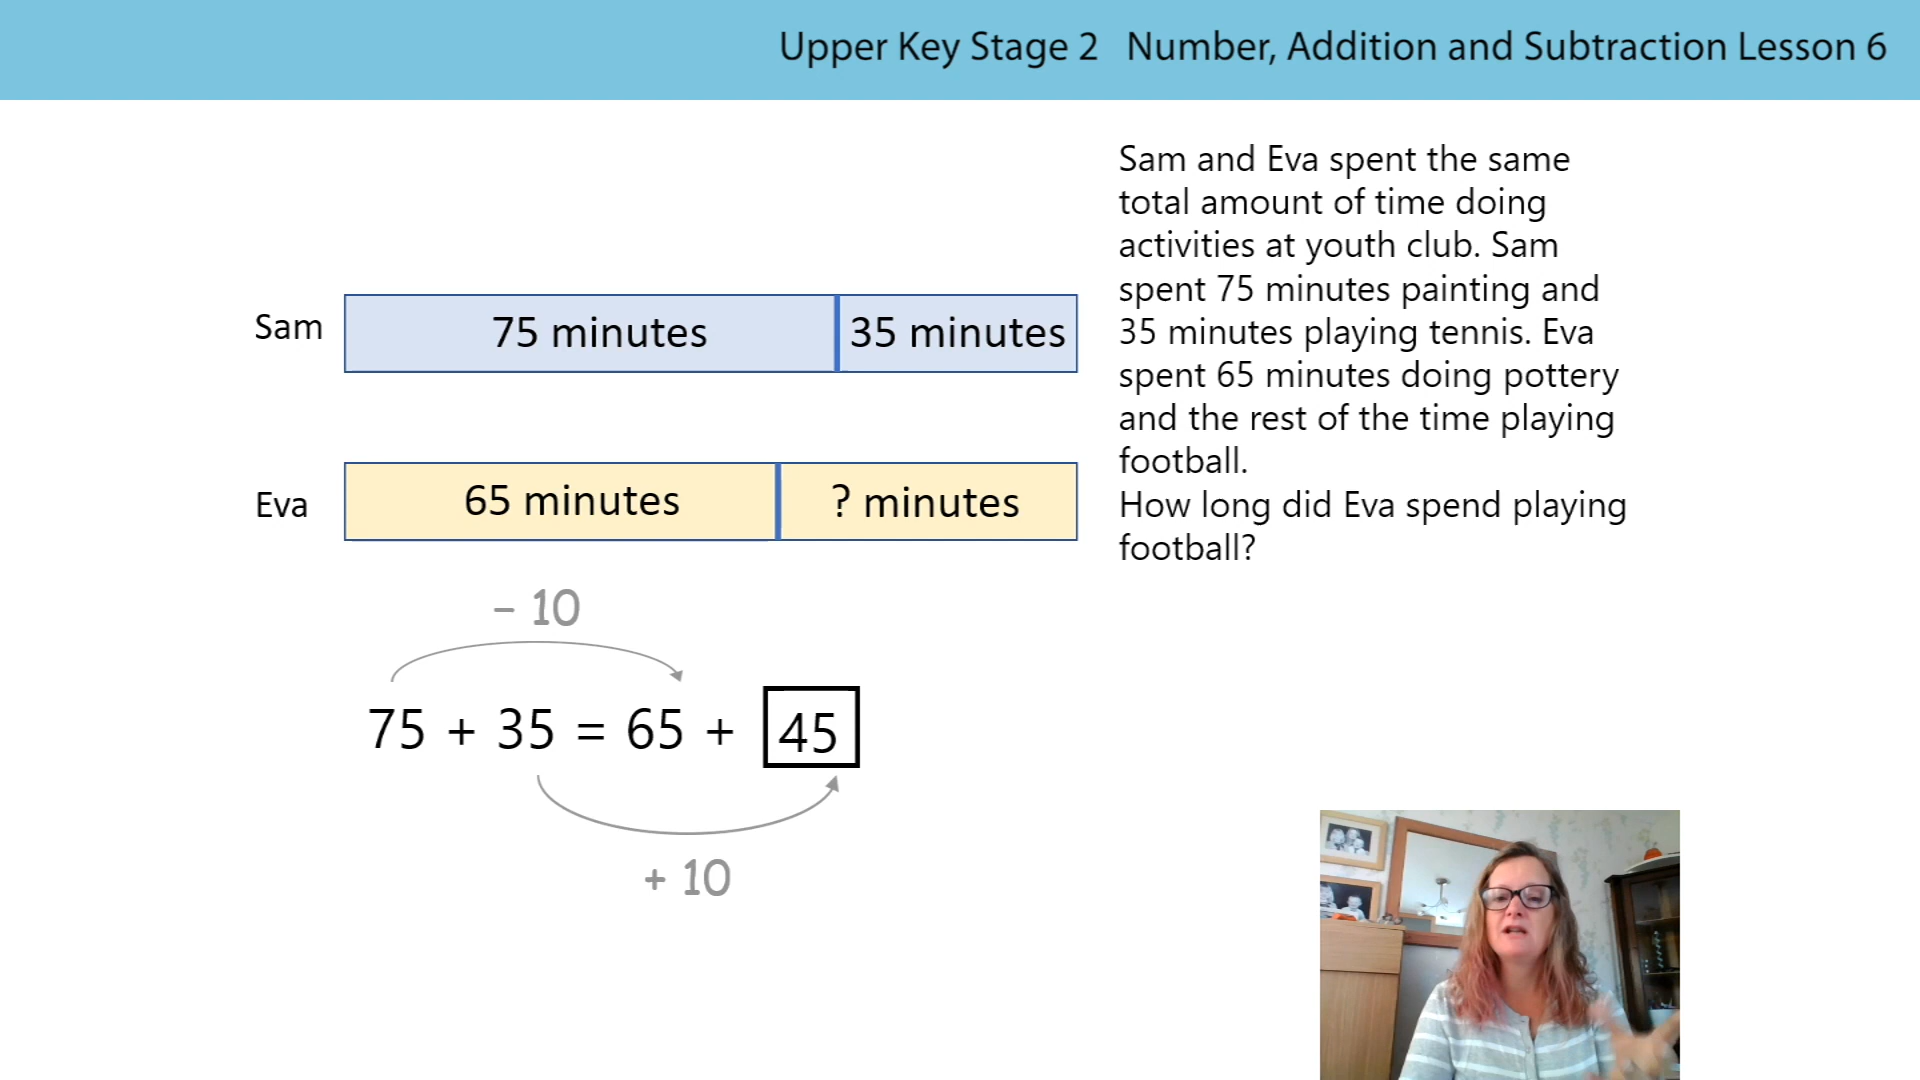 Upper Key Stage 2 Number, Addition and Subtraction Lesson 6
Sam and Eva spent the same
total amount of time doing
activities at youth club. Sam
spent 75 minutes painting and
35 minutes playing tennis. Eva
spent 65 minutes doing pottery
and the rest of the time playing
football.
How long did Eva spend playing
football?
Sam 75 minutes 35 minutes
Eva 65 minutes ? minutes
– 10
75 + 35 = 65 + 45
+ 10